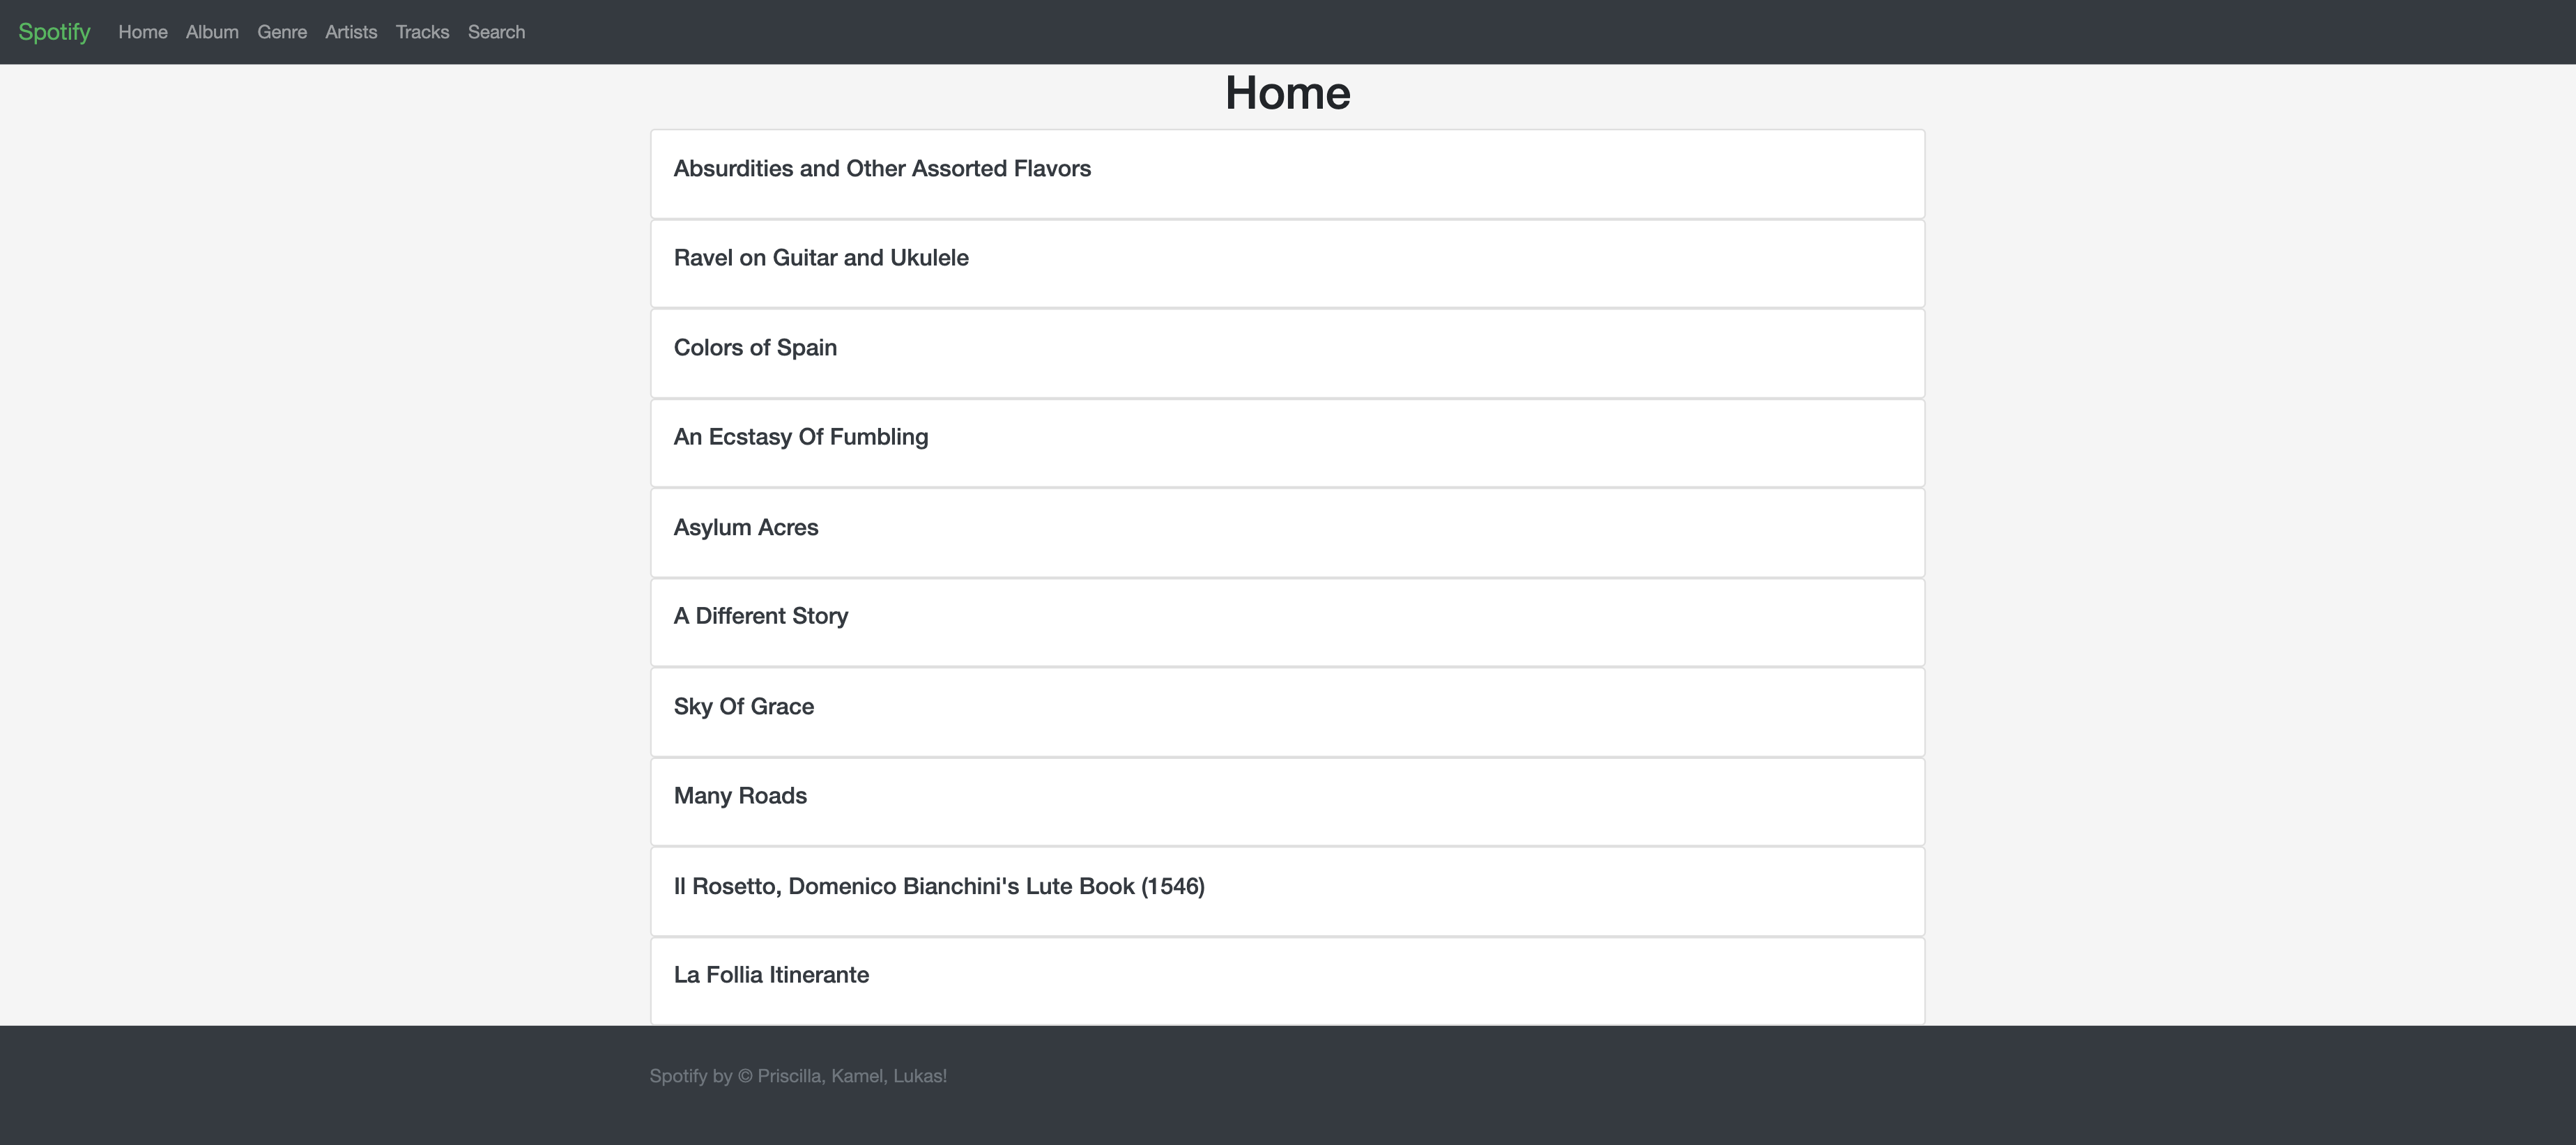 Spotify Home Album Genre Artists Tracks Search
Home
Absurdities and Other Assorted Flavors
Ravel on Guitar and Ukulele
Colors of Spain
An Ecstasy Of Fumbling
Asylum Acres
A Different Story
Sky Of Grace
Many Roads
Il Rosetto, Domenico Bianchini's Lute Book (1546)
La Follia Itinerante
Spotify by © Priscilla, Kamel, Lukas!